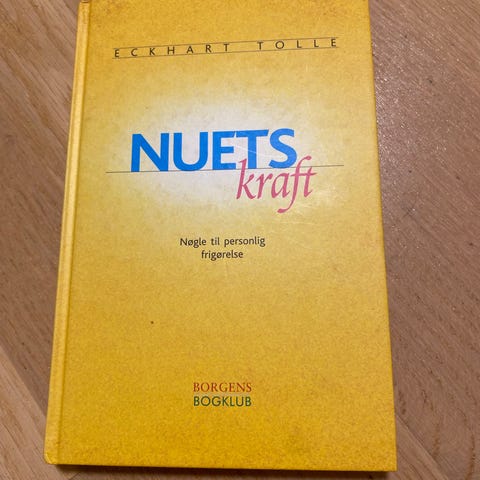 ECKHART TOLLE
NUETS
kraft
Nøgle til personlig
frigørelse
BORGENS
BOGKLUB